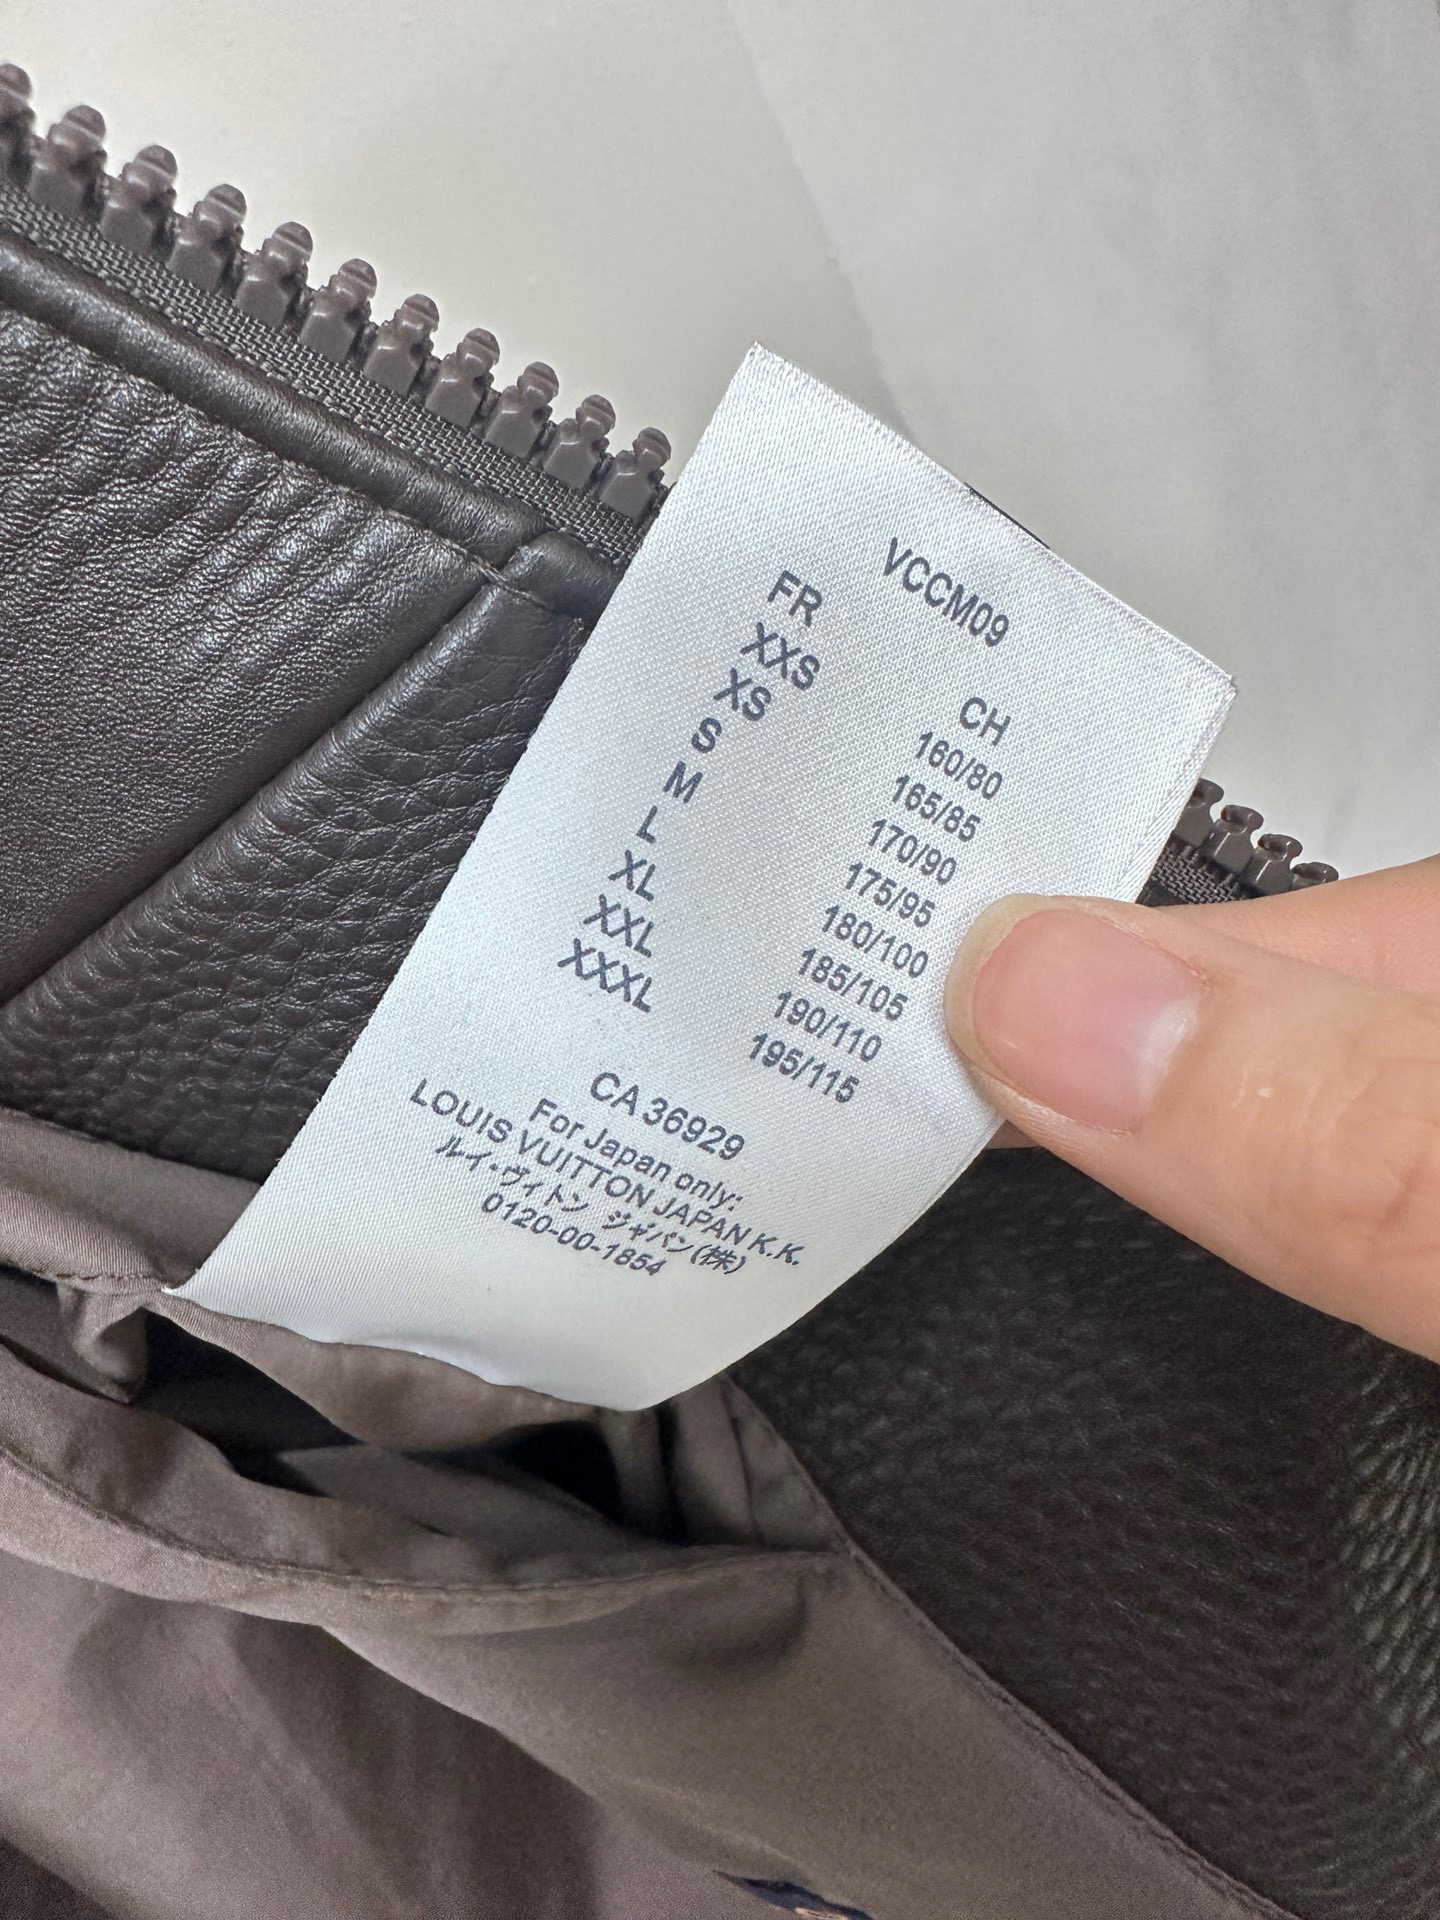 VCCM09
FR CH
XXS 160/80
XS 165/85
S 170/90
M 175/95
L 180/100
XL 185/105
XXL 190/110
XXXL 195/115
CA 36929
For Japan only:
LOUIS VUITTON JAPAN K.K.
ルイ・ヴィトン ジャパン(株)
0120-00-1854